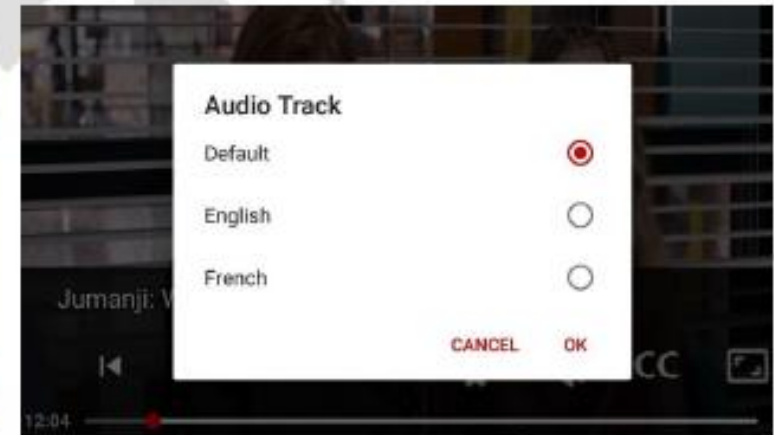 Audio Track
Default
English
French
CANCEL OK
Jumanji:
CC
12:04